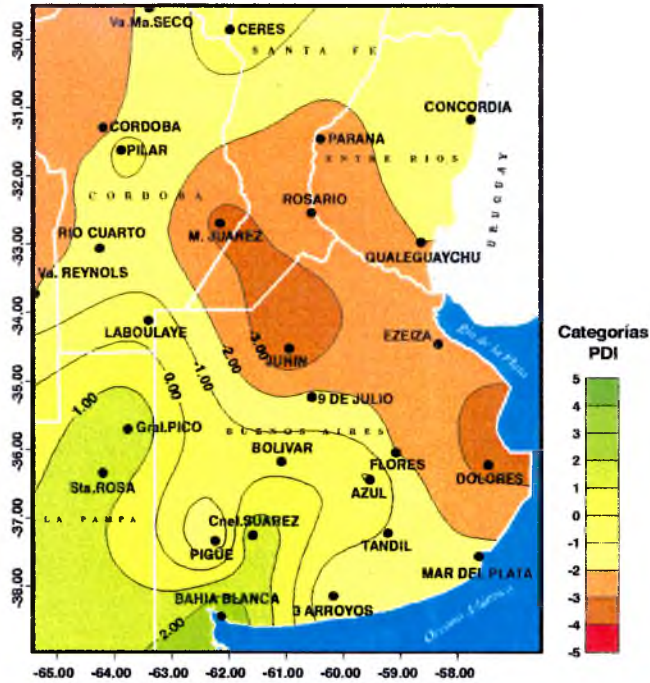 Va.Ma.SECO
CERES
SANTA FE
CONCORDIA
CORDOBA
PARANA
PILAR
ENTRE RIOS
URUGUAY
CORDOBA
ROSARIO
RIO CUARTO
M. JUAREZ
QUALEGUAYCHU
Va. REYNOLS
LABOULAYE
EZEIZA
Rio de la Plata
JUNIN
-3.00
-2.00
-1.00
0.00
1.00
9 DE JULIO
Gral.PICO
BUENOS AIRES
BOLIVAR
FLORES
Sta.ROSA
AZUL
DOLORES
LA PAMPA
Cnel.SUAREZ
PIGÜE
TANDIL
MAR DEL PLATA
BAHIA BLANCA
3 ARROYOS
2.00
Océano Atlántico
-30.00
-31.00
-32.00
-33.00
-34.00
-35.00
-36.00
-37.00
-38.00
-65.00 -64.00 -63.00 -62.00 -61.00 -60.00 -59.00 -58.00
Categorías
PDI
5
4
3
2
1
0
-1
-2
-3
-4
-5